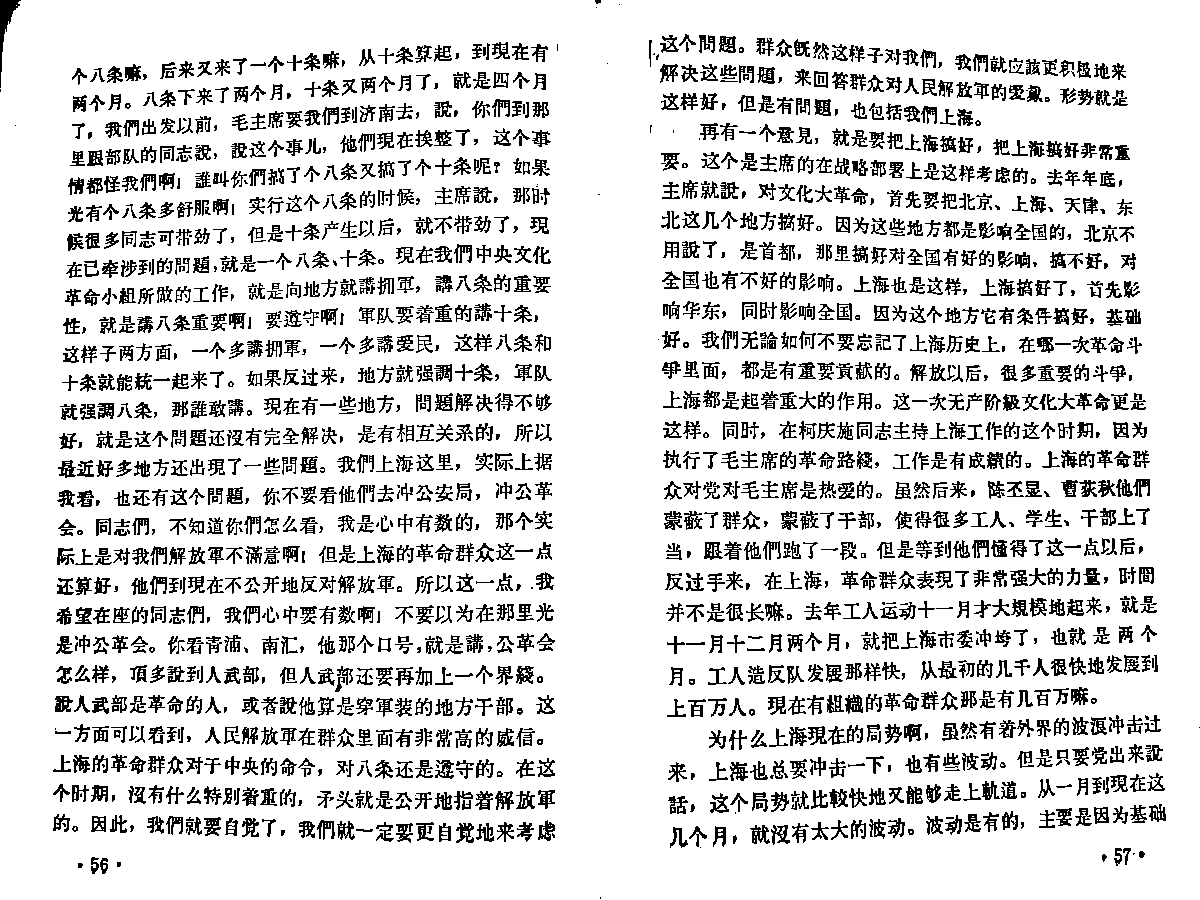 个八条嘛，后来又来了一个十条嘛，从十条算起，到現在有
两个月。八条下来了两个月，十条又两个月了，就是四个月
了，我們出发以前，毛主席要我們到济南去，說，你們到那
里跟部队的同志說，說这个事儿，他們現在挨整了，这个事
情都怪我們啊！誰叫你們搞了个八条又搞了个十条呢？如果
光有个八条多舒服啊！实行这个八条的时候，主席說，那时
候很多同志可带劲了，但是十条产生以后，就不带劲了，現
在已牵涉到的問題，就是一个八条、十条。現在我們中央文化
革命小組所做的工作，就是向地方就講拥軍，講八条的重要
性，就是講八条重要啊！要遵守啊！軍队要着重的講十条，
这样子两方面，一个多講拥軍，一个多講爱民，这样八条和
十条就能統一起来了。如果反过来，地方就强調十条，軍队
就强調八条，那誰敢講。現在有一些地方，問題解决得不够
好，就是这个問題还沒有完全解决，是有相互关系的，所以
最近好多地方还出現了一些問題。我們上海这里，实际上据
我看，也还有这个問題，你不要看他們去冲公安局，冲公革
会。同志們，不知道你們怎么看，我是心中有数的，那个实
际上是对我們解放軍不滿意啊！但是上海的革命群众这一点
还算好，他們到現在不公开地反对解放軍。所以这一点，我
希望在座的同志們，我們心中要有数啊！不要以为在那里光
是冲公革会。你看青浦、南汇，他那个口号，就是講，公革会
怎么样，頂多說到人武部，但人武部还要再加上一个界綫。
說人武部是革命的人，或者說他算是穿軍装的地方干部。这
一方面可以看到，人民解放軍在群众里面有非常高的威信。
上海的革命群众对于中央的命令，对八条还是遵守的。在这
个时期，沒有什么特別着重的，矛头就是公开地指着解放軍
的。因此，我們就要自觉了，我們就一定要更自觉地来考虑
·56·
这个問題。群众既然这样子对我們，我們就应該更积极地来
解决这些問題，来回答群众对人民解放軍的爱戴。形势就是
这样好，但是有問題，也包括我們上海。
再有一个意見，就是要把上海搞好，把上海搞好非常重
要。这个是主席的在战略部署上是这样考虑的。去年年底，
主席就說，对文化大革命，首先要把北京、上海、天津、东
北这几个地方搞好。因为这些地方都是影响全国的，北京不
用說了，是首都，那里搞好对全国有好的影响，搞不好，对
全国也有不好的影响。上海也是这样，上海搞好了，首先影
响华东，同时影响全国。因为这个地方它有条件搞好，基础
好。我們无論如何不要忘記了上海历史上，在哪一次革命斗
爭里面，都是有重要貢献的。解放以后，很多重要的斗爭，
上海都是起着重大的作用。这一次无产阶級文化大革命更是
这样。同时，在柯庆施同志主持上海工作的这个时期，因为
执行了毛主席的革命路綫，工作是有成績的。上海的革命群
众对党对毛主席是热爱的。虽然后来，陈丕显、曹荻秋他們
蒙蔽了群众，蒙蔽了干部，使得很多工人、学生、干部上了
当，跟着他們跑了一段。但是等到他們懂得了这一点以后，
反过手来，在上海，革命群众表現了非常强大的力量，时間
并不是很长嘛。去年工人运动十一月才大規模地起来，就是
十一月十二月两个月，就把上海市委冲垮了，也就是两个
月。工人造反队发展那样快，从最初的几千人很快地发展到
上百万人。現在有組織的革命群众那是有几百万嘛。
为什么上海現在的局势啊，虽然有着外界的波浪冲击过
来，上海也总要冲击一下，也有些波动。但是只要党出来說
話，这个局势就比較快地又能够走上軌道。从一月到現在这
几个月，就沒有太大的波动。波动是有的，主要是因为基础
·57·